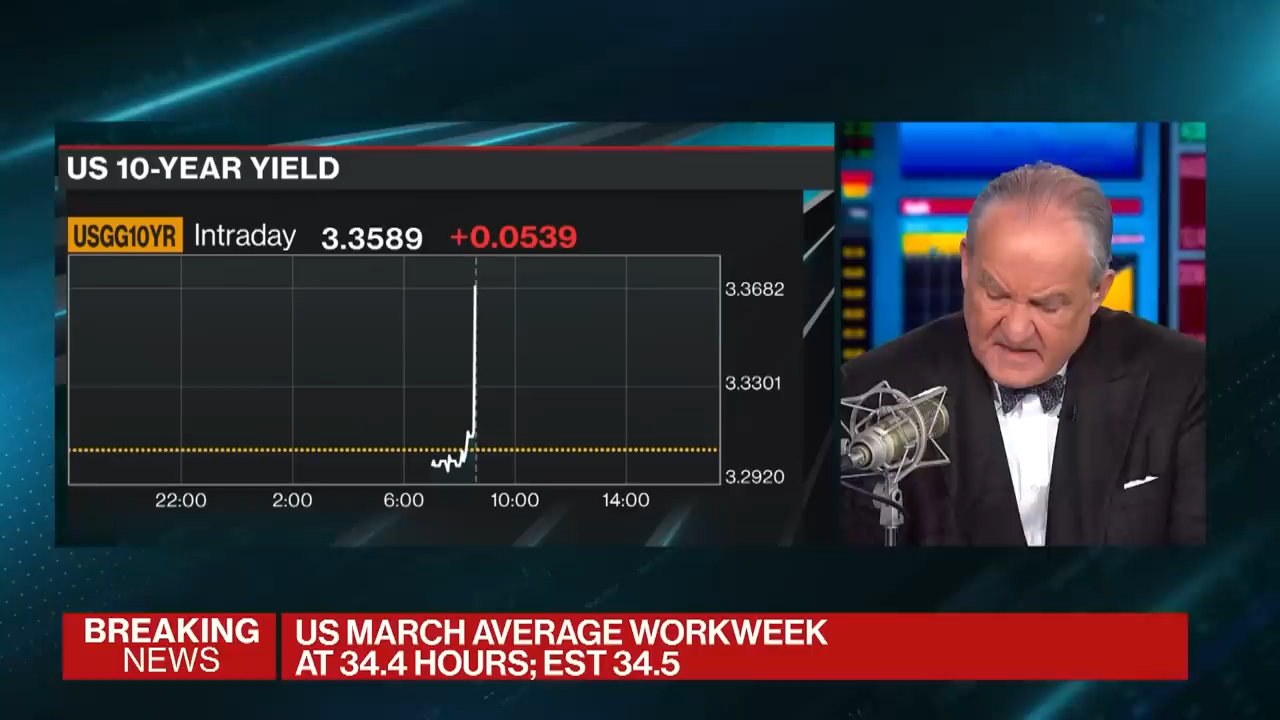 US 10-YEAR YIELD
USGG10YR Intraday 3.3589 +0.0539
3.3682
3.3301
3.2920
22:00 2:00 6:00 10:00 14:00
BREAKING
NEWS
US MARCH AVERAGE WORKWEEK
AT 34.4 HOURS; EST 34.5